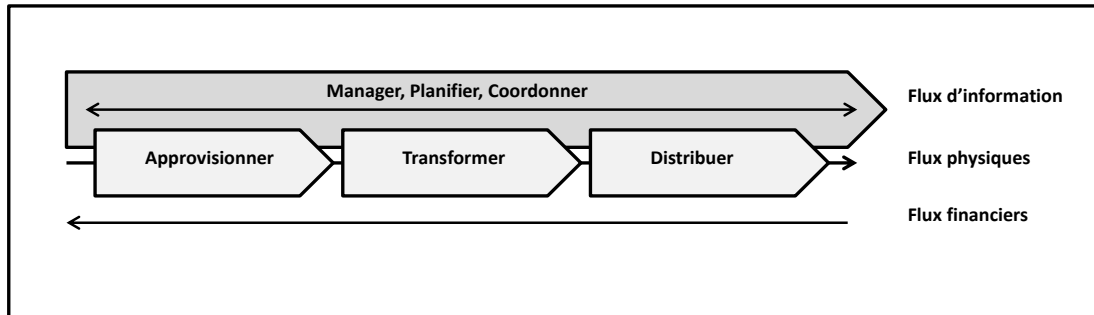 Manager, Planifier, Coordonner
Flux d’information
Approvisionner
Transformer
Distribuer
Flux physiques
Flux financiers